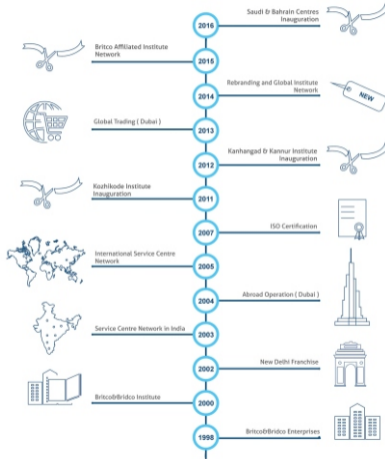 Saudi & Bahrain Centres
Inauguration
2016
Britco Affiliated Institute
Network
2015
Rebranding and Global Institute
Network
NEW
2014
Global Trading ( Dubai )
2013
Kanhangad & Kannur Institute
Inauguration
2012
Kozhikode Institute
Inauguration
2011
ISO Certification
2007
International Service Centre
Network
2005
Abroad Operation ( Dubai )
2004
Service Centre Network in India
2003
New Delhi Franchise
2002
Britco&Bridco Institute
2000
Britco&Bridco Enterprises
1998